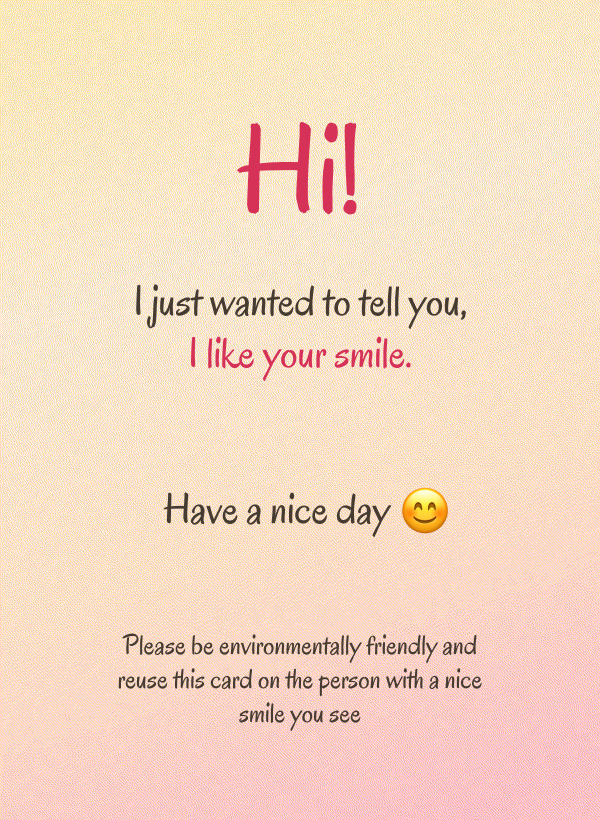 Hi!
I just wanted to tell you,
I like your smile.
Have a nice day 😊
Please be environmentally friendly and
reuse this card on the person with a nice
smile you see